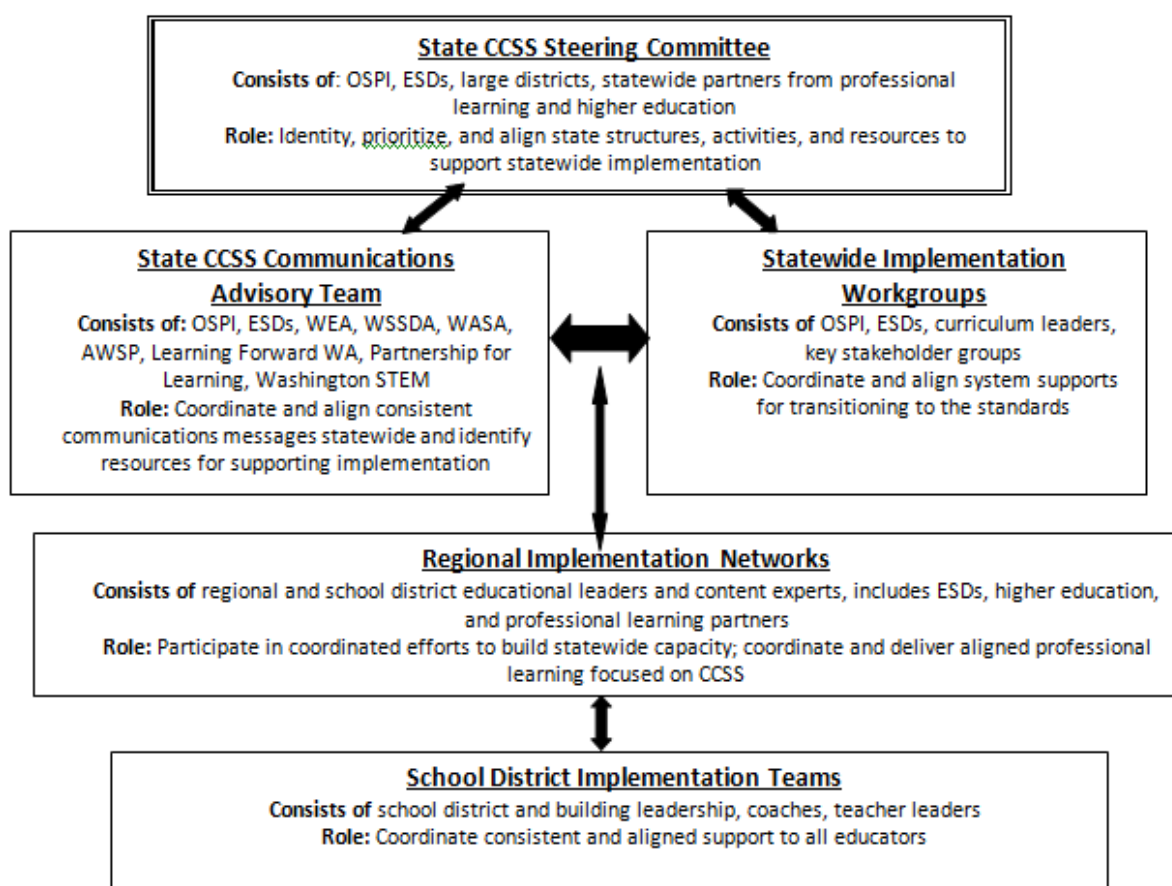 State CCSS Steering Committee
Consists of: OSPI, ESDs, large districts, statewide partners from professional
learning and higher education
Role: Identity, prioritize, and align state structures, activities, and resources to
support statewide implementation
State CCSS Communications
Advisory Team
Consists of: OSPI, ESDs, WEA, WSSDA, WASA,
AWSP, Learning Forward WA, Partnership for
Learning, Washington STEM
Role: Coordinate and align consistent
communications messages statewide and identify
resources for supporting implementation
Statewide Implementation
Workgroups
Consists of OSPI, ESDs, curriculum leaders,
key stakeholder groups
Role: Coordinate and align system supports
for transitioning to the standards
Regional Implementation Networks
Consists of regional and school district educational leaders and content experts, includes ESDs, higher education,
and professional learning partners
Role: Participate in coordinated efforts to build statewide capacity; coordinate and deliver aligned professional
learning focused on CCSS
School District Implementation Teams
Consists of school district and building leadership, coaches, teacher leaders
Role: Coordinate consistent and aligned support to all educators